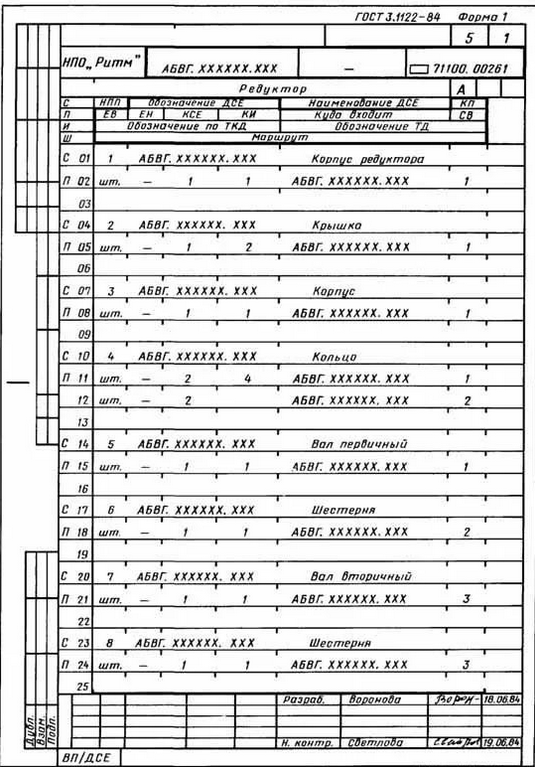 ГОСТ 3.1122-84 Форма 1
5 1
НПО „Ритм" АБВГ. XXXXXX.XXX — 71100. 00261
Редуктор А
С НПП Обозначение ДСЕ Наименование ДСЕ КП
П ЕВ ЕН КСЕ КИ Куда входит СВ
И Обозначение по ТКД Обозначение ТД
Ш Маршрут
С 01 1 АБВГ. XXXXXX. XXX Корпус редуктора
П 02 шт. — 1 1 АБВГ. XXXXXX. XXX 1
03
С 04 2 АБВГ. XXXXXX. XXX Крышка
П 05 шт. — 1 2 АБВГ. XXXXXX. XXX 1
06
С 07 3 АБВГ. XXXXXX. XXX Корпус
П 08 шт. — 1 1 АБВГ. XXXXXX. XXX 1
09
С 10 4 АБВГ. XXXXXX. XXX Кольцо
П 11 шт. — 2 4 АБВГ. XXXXXX. XXX 1
12 шт. — 2 АБВГ. XXXXXX. XXX 2
13
С 14 5 АБВГ. XXXXXX. XXX Вал первичный
П 15 шт. — 1 1 АБВГ. XXXXXX. XXX 1
16
С 17 6 АБВГ. XXXXXX. XXX Шестерня
П 18 шт. — 1 1 АБВГ. XXXXXX. XXX 2
19
С 20 7 АБВГ. XXXXXX. XXX Вал вторичный
П 21 шт. — 1 1 АБВГ. XXXXXX. XXX 3
22
С 23 8 АБВГ. XXXXXX. XXX Шестерня
П 24 шт. — 1 1 АБВГ. XXXXXX. XXX 3
25
Разраб. Воронова 18.06.84
Дубл.
Взам.
Подп.
Н. контр. Светлова 19.06.84
ВП/ДСЕ